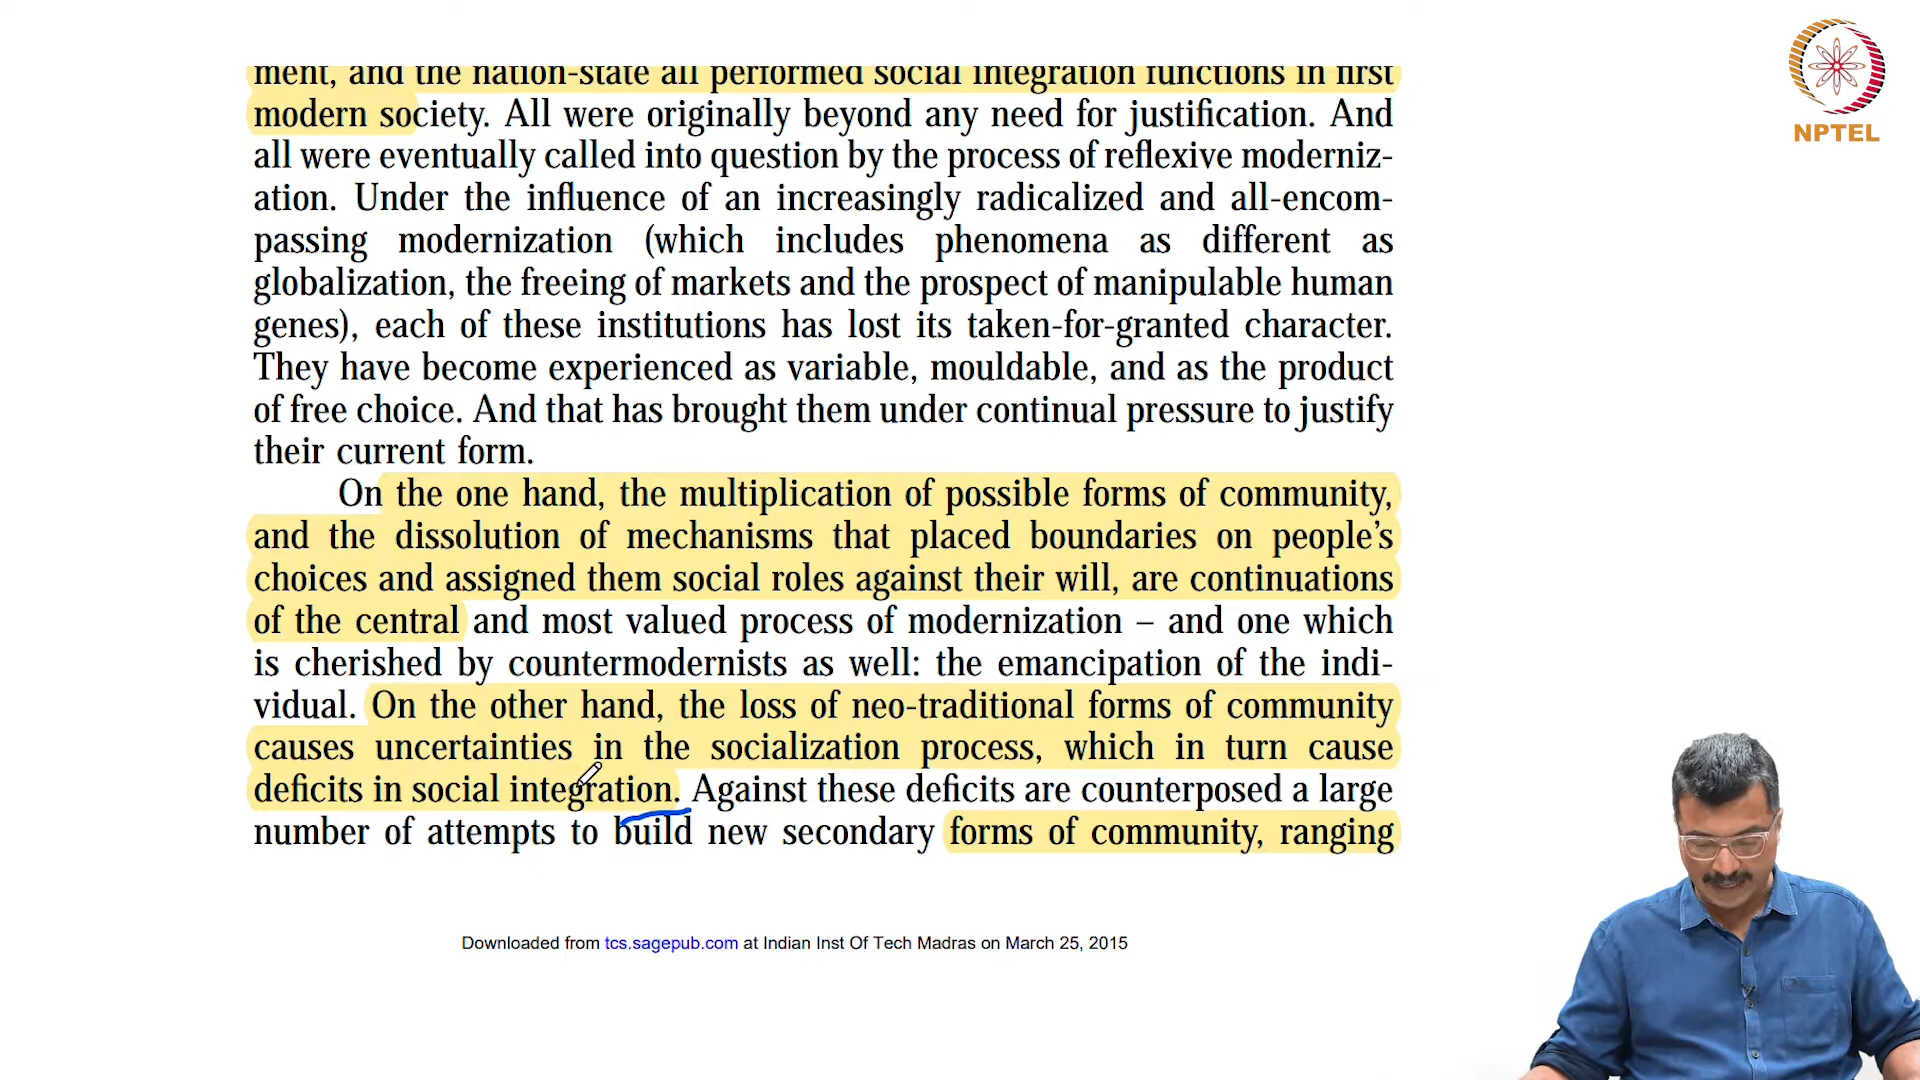 ment, and the nation-state all performed social integration functions in first
modern society. All were originally beyond any need for justification. And
all were eventually called into question by the process of reflexive moderniz-
ation. Under the influence of an increasingly radicalized and all-encom-
passing modernization (which includes phenomena as different as
globalization, the freeing of markets and the prospect of manipulable human
genes), each of these institutions has lost its taken-for-granted character.
They have become experienced as variable, mouldable, and as the product
of free choice. And that has brought them under continual pressure to justify
their current form.
On the one hand, the multiplication of possible forms of community,
and the dissolution of mechanisms that placed boundaries on people's
choices and assigned them social roles against their will, are continuations
of the central and most valued process of modernization – and one which
is cherished by countermodernists as well: the emancipation of the indi-
vidual. On the other hand, the loss of neo-traditional forms of community
causes uncertainties in the socialization process, which in turn cause
deficits in social integration. Against these deficits are counterposed a large
number of attempts to build new secondary forms of community, ranging
Downloaded from tcs.sagepub.com at Indian Inst Of Tech Madras on March 25, 2015
NPTEL